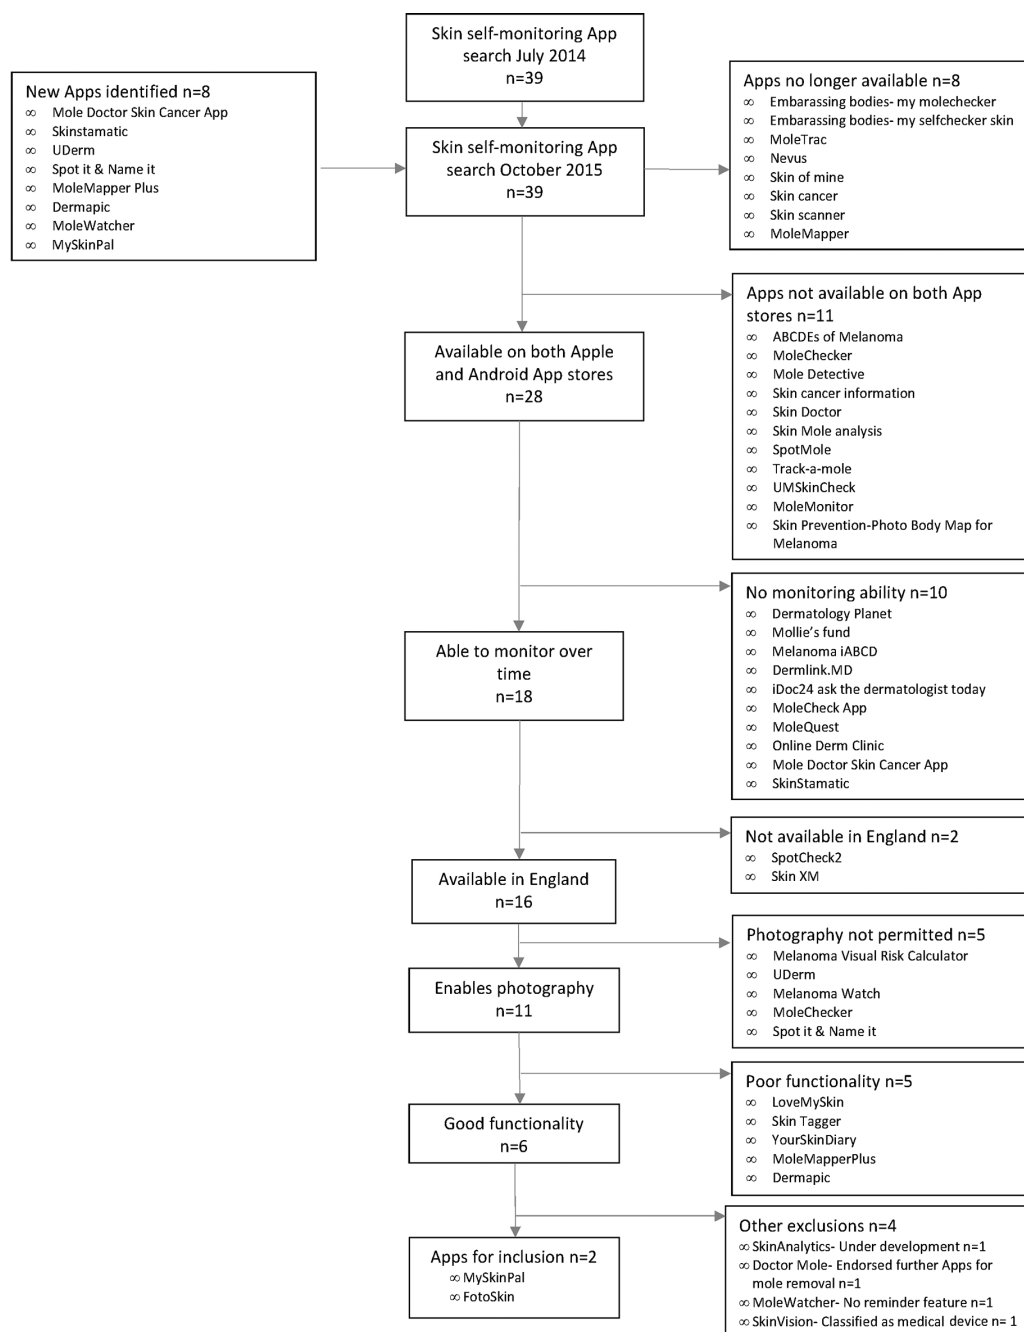 Skin self-monitoring App
search July 2014
n=39
New Apps identified n=8
∞ Mole Doctor Skin Cancer App
∞ Skinstamatic
∞ UDerm
∞ Spot it & Name it
∞ MoleMapper Plus
∞ Dermapic
∞ MoleWatcher
∞ MySkinPal
Skin self-monitoring App
search October 2015
n=39
Apps no longer available n=8
∞ Embarassing bodies- my molechecker
∞ Embarassing bodies- my selfchecker skin
∞ MoleTrac
∞ Nevus
∞ Skin of mine
∞ Skin cancer
∞ Skin scanner
∞ MoleMapper
Apps not available on both App
stores n=11
∞ ABCDEs of Melanoma
∞ MoleChecker
∞ Mole Detective
∞ Skin cancer information
∞ Skin Doctor
∞ Skin Mole analysis
∞ SpotMole
∞ Track-a-mole
∞ UMSkinCheck
∞ MoleMonitor
∞ Skin Prevention-Photo Body Map for
Melanoma
Available on both Apple
and Android App stores
n=28
No monitoring ability n=10
∞ Dermatology Planet
∞ Mollie's fund
∞ Melanoma iABCD
∞ Dermlink.MD
∞ iDoc24 ask the dermatologist today
∞ MoleCheck App
∞ MoleQuest
∞ Online Derm Clinic
∞ Mole Doctor Skin Cancer App
∞ SkinStamatic
Able to monitor over
time
n=18
Not available in England n=2
∞ SpotCheck2
∞ Skin XM
Available in England
n=16
Photography not permitted n=5
∞ Melanoma Visual Risk Calculator
∞ UDerm
∞ Melanoma Watch
∞ MoleChecker
∞ Spot it & Name it
Enables photography
n=11
Poor functionality n=5
∞ LoveMySkin
∞ Skin Tagger
∞ YourSkinDiary
∞ MoleMapperPlus
∞ Dermapic
Good functionality
n=6
Other exclusions n=4
∞ SkinAnalytics- Under development n=1
∞ Doctor Mole- Endorsed further Apps for
mole removal n=1
∞ MoleWatcher- No reminder feature n=1
∞ SkinVision- Classified as medical device n= 1
Apps for inclusion n=2
∞ MySkinPal
∞ FotoSkin